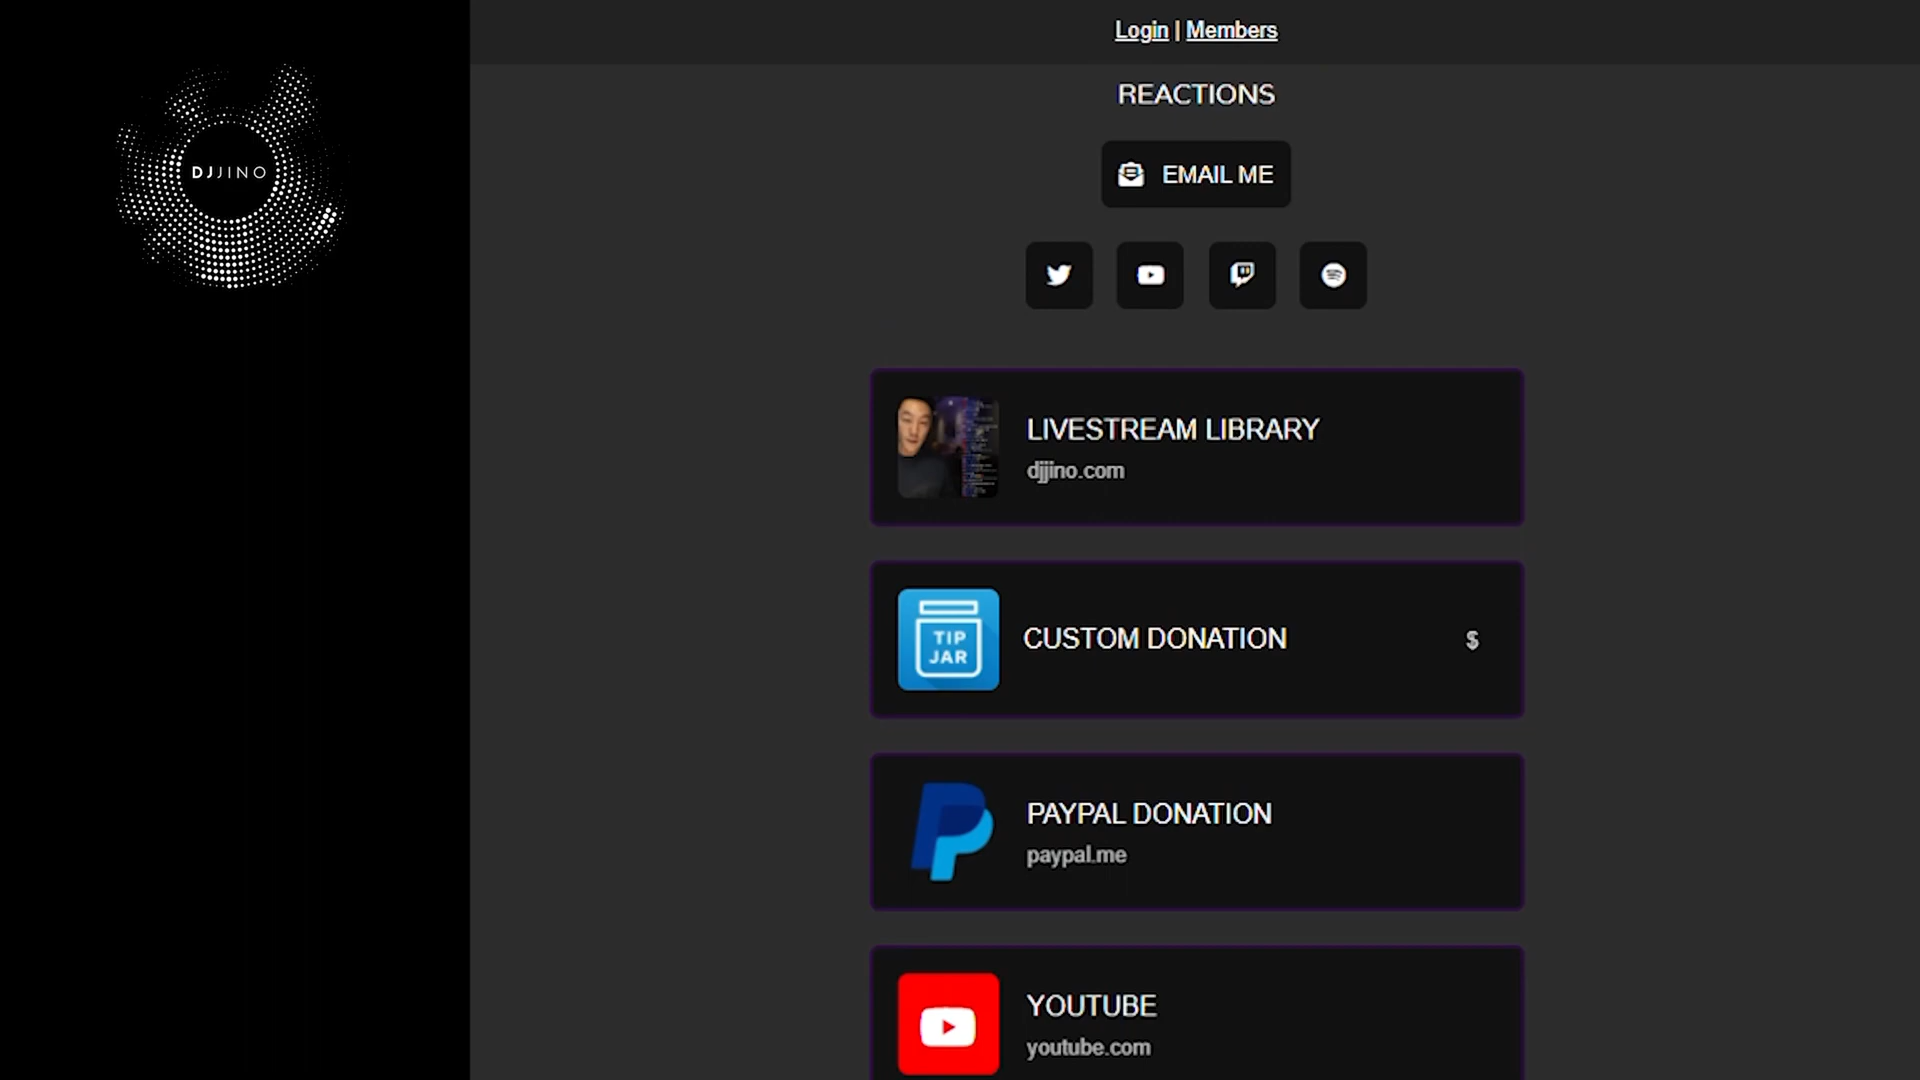 DJJINO
Login | Members
REACTIONS
EMAIL ME
LIVESTREAM LIBRARY
djjino.com
TIP
JAR
CUSTOM DONATION
$
PAYPAL DONATION
paypal.me
YOUTUBE
youtube.com